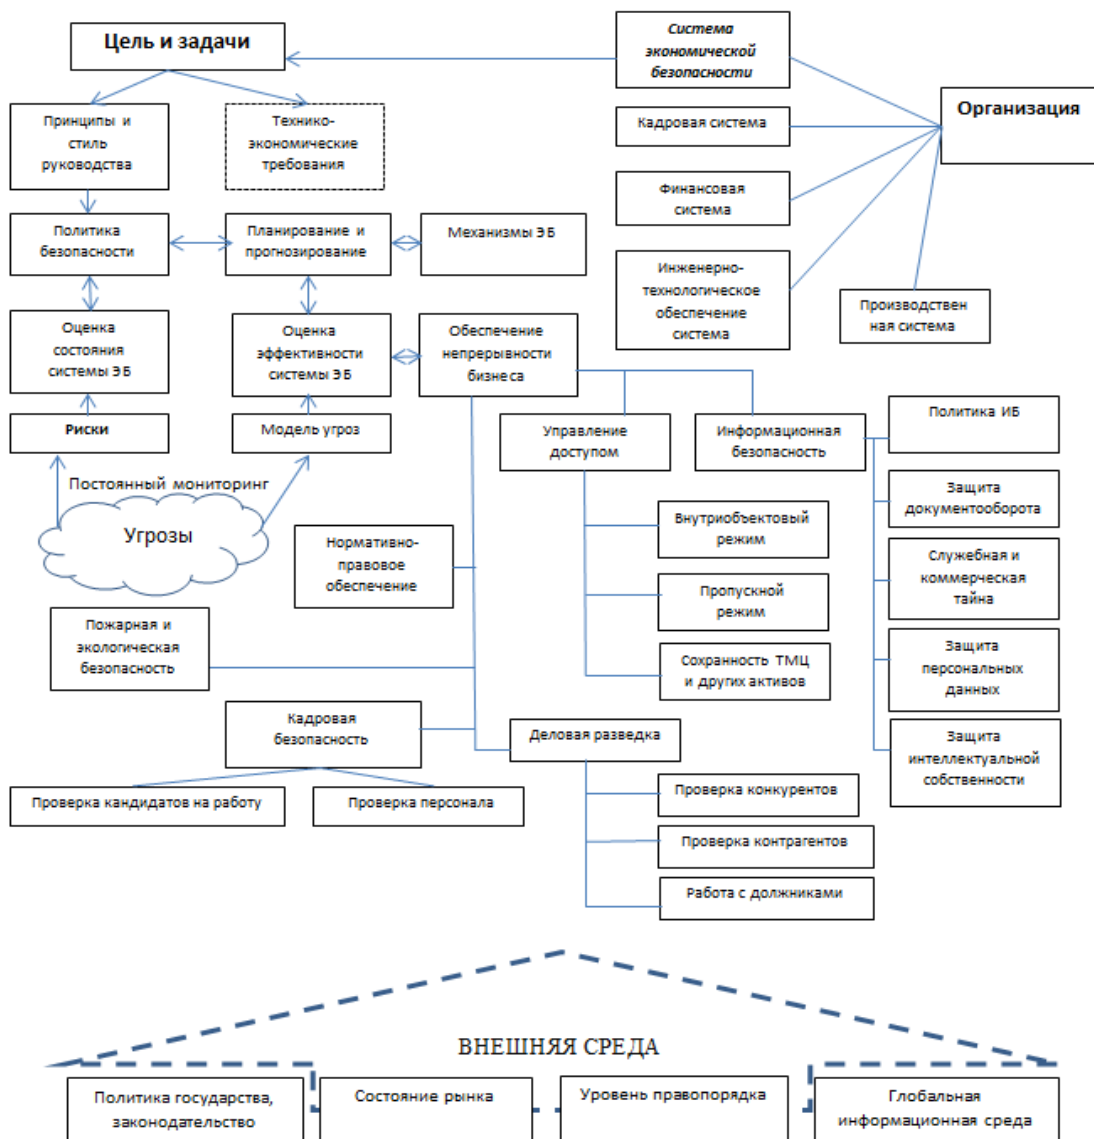 Цель и задачи
Система
экономической
безопасности
Организация
Принципы и
стиль
руководства
Технико-
экономические
требования
Кадровая система
Финансовая
система
Политика
безопасности
Планирование и
прогнозирование
Механизмы ЭБ
Инженерно-
технологическое
обеспечение
система
Производствен
ная система
Оценка
состояния
системы ЭБ
Оценка
эффективности
системы ЭБ
Обеспечение
непрерывности
бизнеса
Риски
Модель угроз
Управление
доступом
Информационная
безопасность
Политика ИБ
Постоянный мониторинг
Угрозы
Защита
документооборота
Внутриобъектовый
режим
Нормативно-
правовое
обеспечение
Служебная и
коммерческая
тайна
Пропускной
режим
Пожарная и
экологическая
безопасность
Защита
персональных
данных
Сохранность ТМЦ
и других активов
Кадровая
безопасность
Деловая разведка
Защита
интеллектуальной
собственности
Проверка кандидатов на работу
Проверка персонала
Проверка конкурентов
Проверка контрагентов
Работа с должниками
ВНЕШНЯЯ СРЕДА
Политика государства,
законодательство
Состояние рынка
Уровень правопорядка
Глобальная
информационная среда